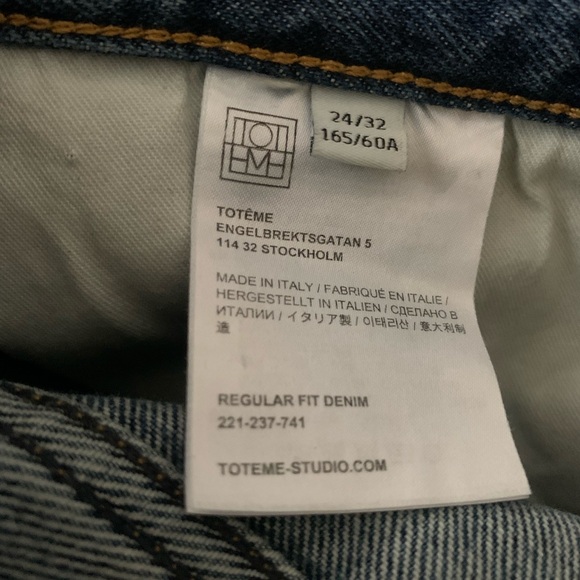 TOTEME
24/32
165/60A
TOTÊME
ENGELBREKTSGATAN 5
114 32 STOCKHOLM
MADE IN ITALY / FABRIQUÉ EN ITALIE /
HERGESTELLT IN ITALIEN / СДЕЛАНО В
ИТАЛИИ / イタリア製 / 이태리산 / 意大利制
造
REGULAR FIT DENIM
221-237-741
TOTEME-STUDIO.COM